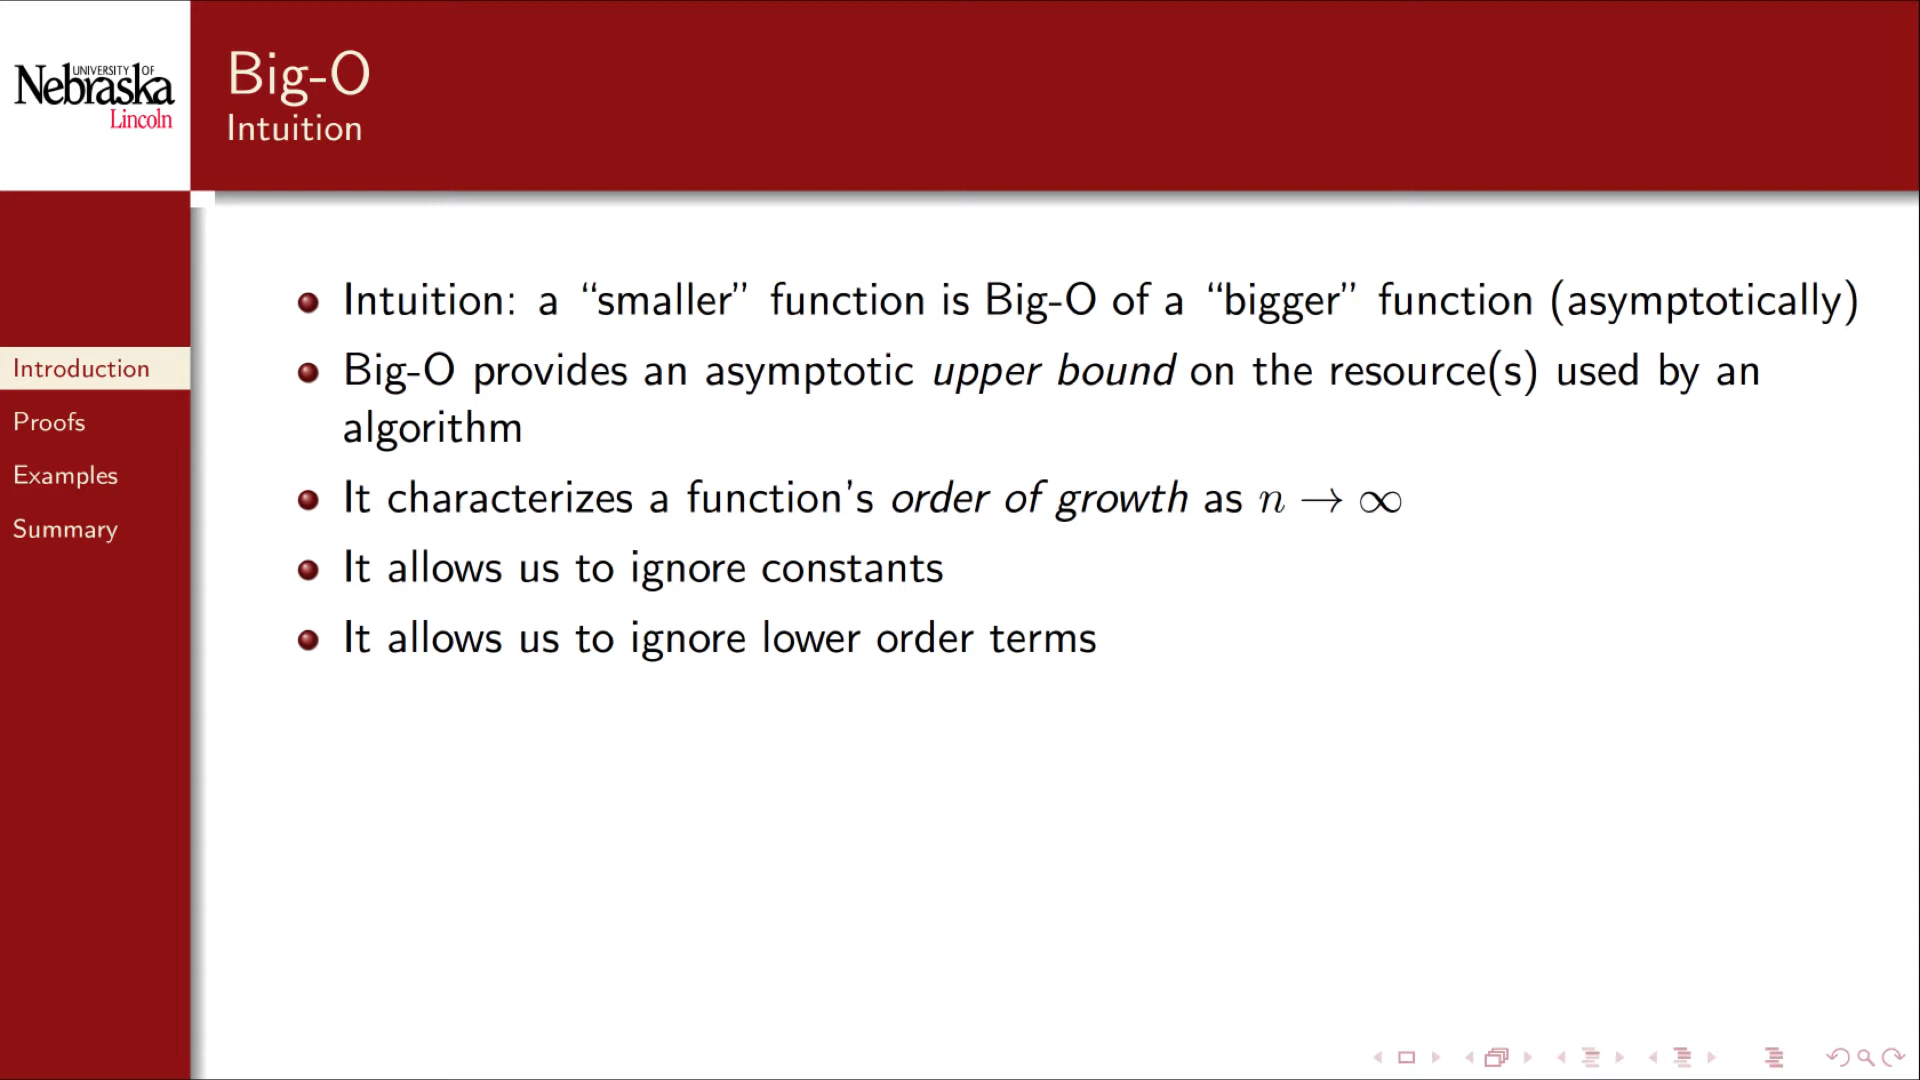 UNIVERSITY OF
Nebraska
Lincoln
Big-O
Intuition
Introduction
Proofs
Examples
Summary
Intuition: a “smaller” function is Big-O of a “bigger” function (asymptotically)
Big-O provides an asymptotic upper bound on the resource(s) used by an
algorithm
It characterizes a function’s order of growth as n → ∞
It allows us to ignore constants
It allows us to ignore lower order terms